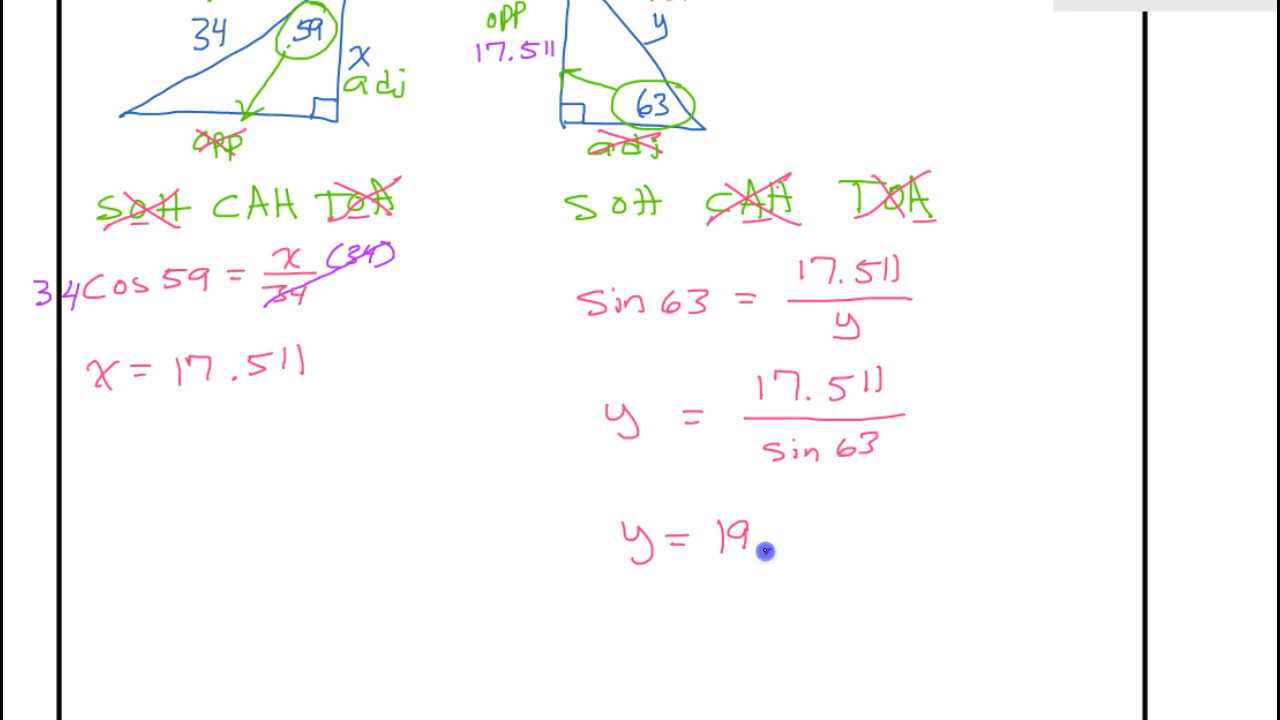 34 59 x adj
opp
SOH CAH TOA
34 Cos 59 = x/34 (34)
x = 17.511
opp y
17.511
63
adj
SOH CAH TOA
sin 63 = 17.511/y
y = 17.511/sin 63
y = 19.